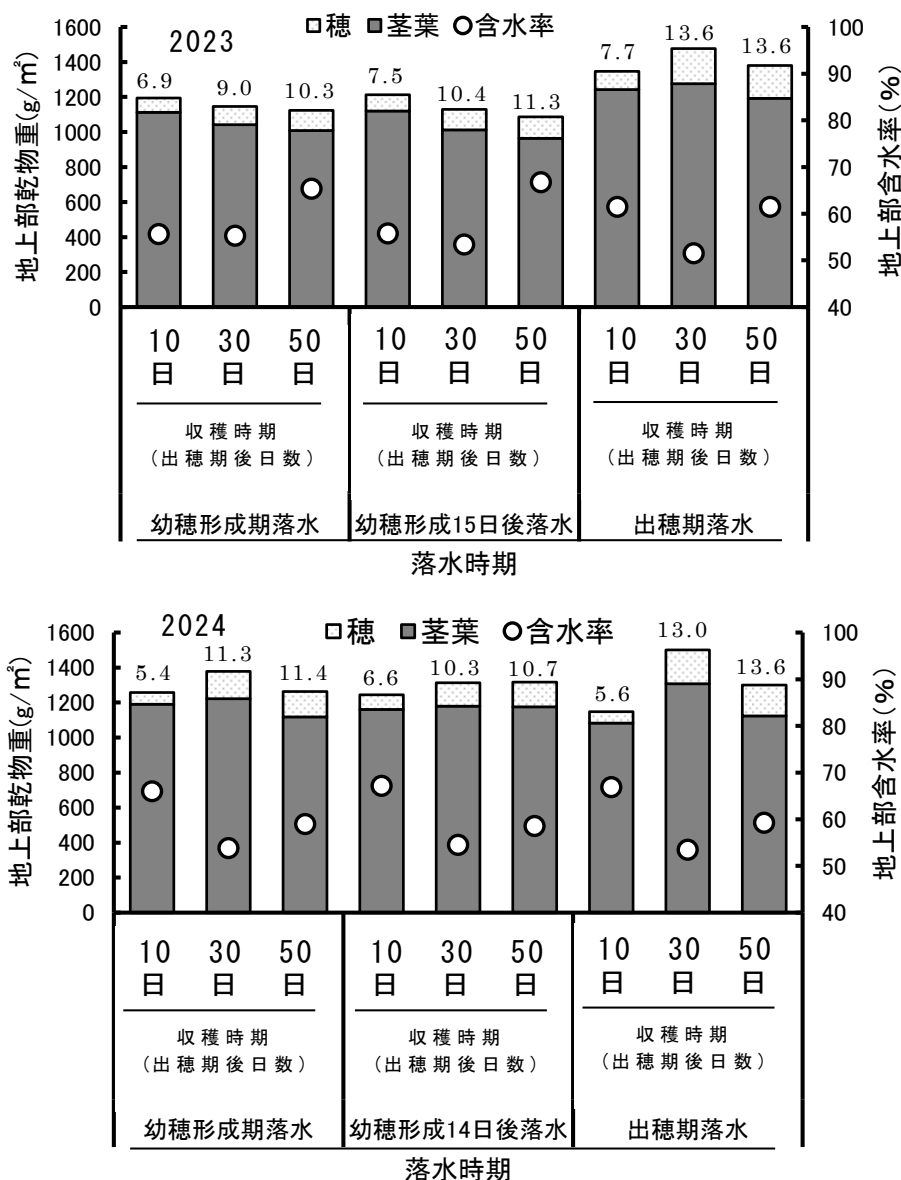 2023
穂 茎葉 含水率
地上部乾物重(g/㎡)
1600
1400
1200
1000
800
600
400
200
0
6.9 9.0 10.3 7.5 10.4 11.3 7.7 13.6 13.6
100
90
80
70
60
50
40
地上部含水率(%)
10日 30日 50日 10日 30日 50日 10日 30日 50日
収穫時期 収穫時期 収穫時期
(出穂期後日数) (出穂期後日数) (出穂期後日数)
幼穂形成期落水 幼穂形成15日後落水 出穂期落水
落水時期
2024
穂 茎葉 含水率
地上部乾物重(g/㎡)
1600
1400
1200
1000
800
600
400
200
0
5.4 11.3 11.4 6.6 10.3 10.7 5.6 13.0 13.6
100
90
80
70
60
50
40
地上部含水率(%)
10日 30日 50日 10日 30日 50日 10日 30日 50日
収穫時期 収穫時期 収穫時期
(出穂期後日数) (出穂期後日数) (出穂期後日数)
幼穂形成期落水 幼穂形成14日後落水 出穂期落水
落水時期